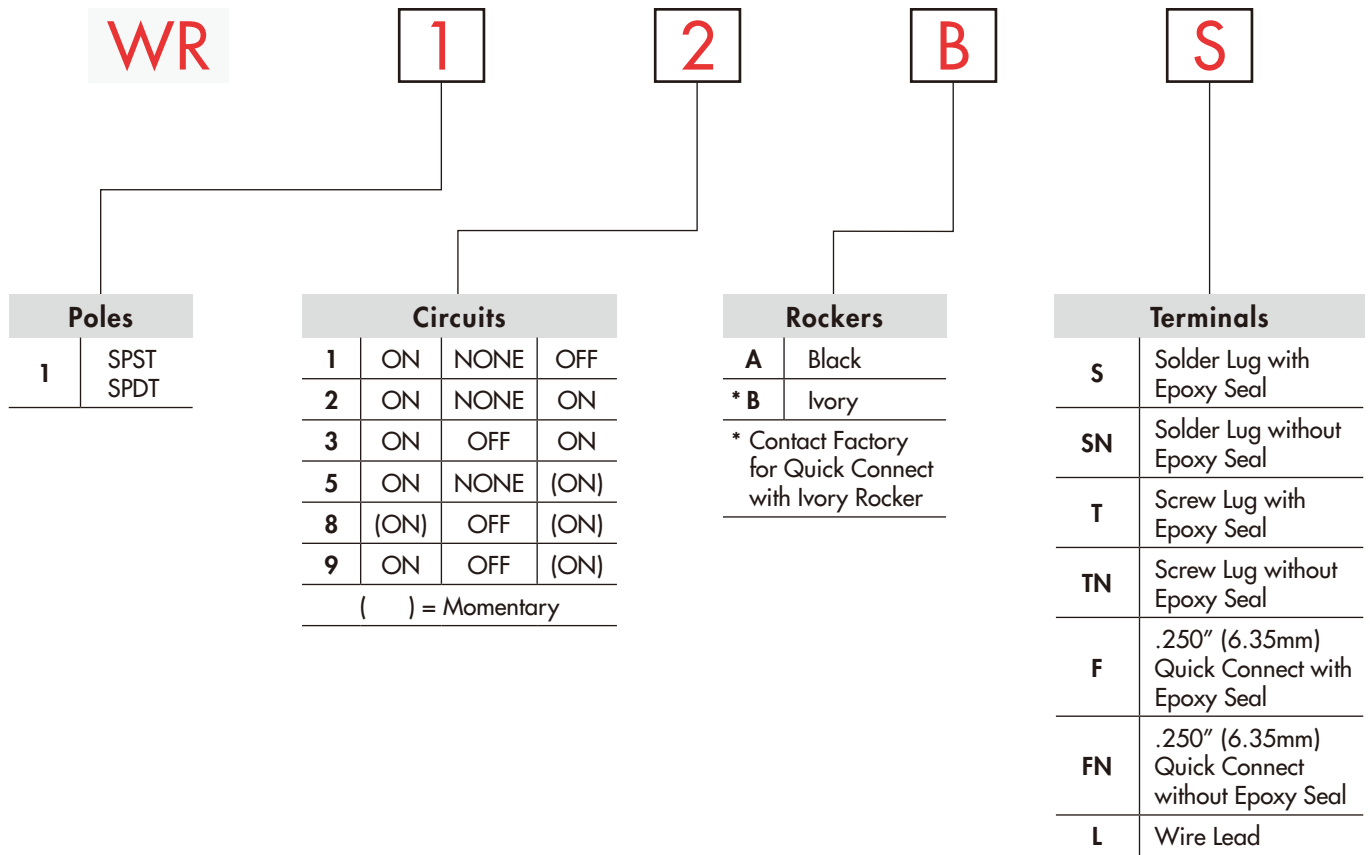 WR 1 2 B S
Poles
1 SPST
SPDT
Circuits
1 ON NONE OFF
2 ON NONE ON
3 ON OFF ON
5 ON NONE (ON)
8 (ON) OFF (ON)
9 ON OFF (ON)
( ) = Momentary
Rockers
A Black
* B Ivory
* Contact Factory
for Quick Connect
with Ivory Rocker
Terminals
S Solder Lug with
Epoxy Seal
SN Solder Lug without
Epoxy Seal
T Screw Lug with
Epoxy Seal
TN Screw Lug without
Epoxy Seal
F .250″ (6.35mm)
Quick Connect with
Epoxy Seal
FN .250″ (6.35mm)
Quick Connect
without Epoxy Seal
L Wire Lead